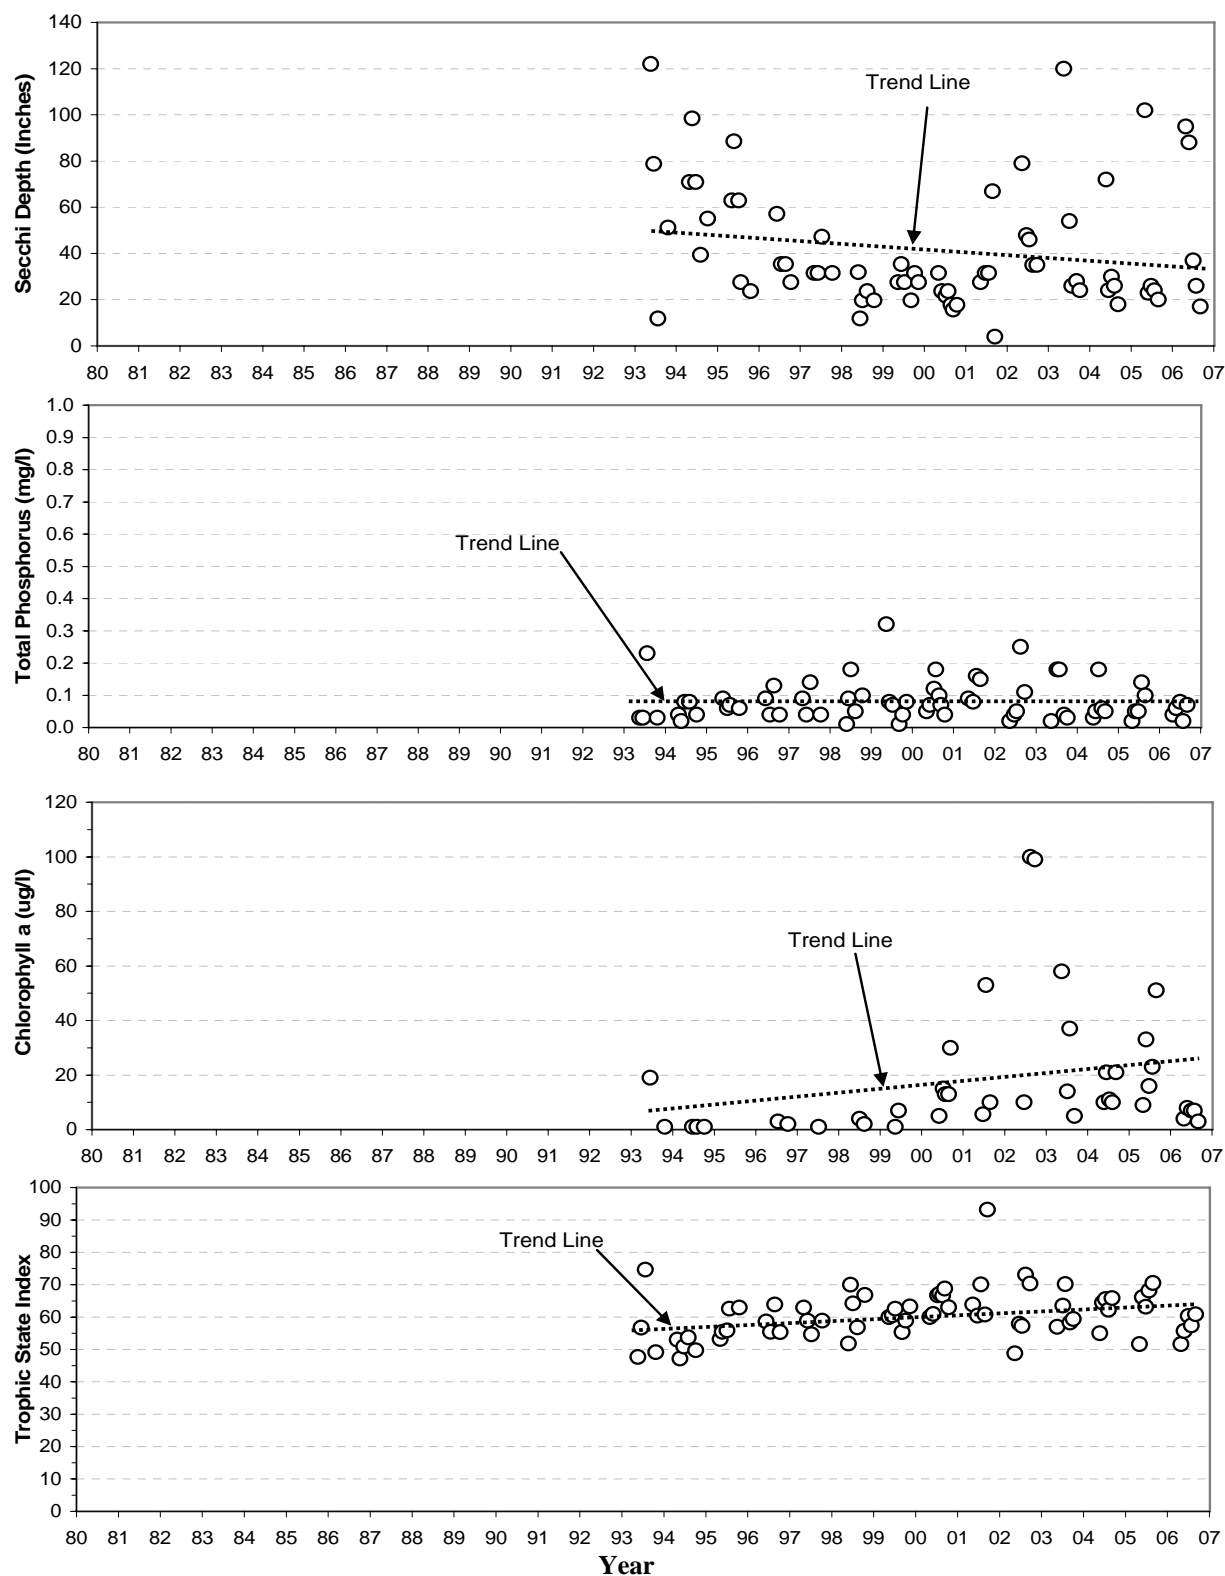 Secchi Depth (Inches)
140
120
100
80
60
40
20
0
Trend Line
80 81 82 83 84 85 86 87 88 89 90 91 92 93 94 95 96 97 98 99 00 01 02 03 04 05 06 07
Total Phosphorus (mg/l)
1.0
0.9
0.8
0.7
0.6
0.5
0.4
0.3
0.2
0.1
0.0
Trend Line
80 81 82 83 84 85 86 87 88 89 90 91 92 93 94 95 96 97 98 99 00 01 02 03 04 05 06 07
Chlorophyll a (ug/l)
120
100
80
60
40
20
0
Trend Line
80 81 82 83 84 85 86 87 88 89 90 91 92 93 94 95 96 97 98 99 00 01 02 03 04 05 06 07
Trophic State Index
100
90
80
70
60
50
40
30
20
10
0
Trend Line
80 81 82 83 84 85 86 87 88 89 90 91 92 93 94 95 96 97 98 99 00 01 02 03 04 05 06 07
Year